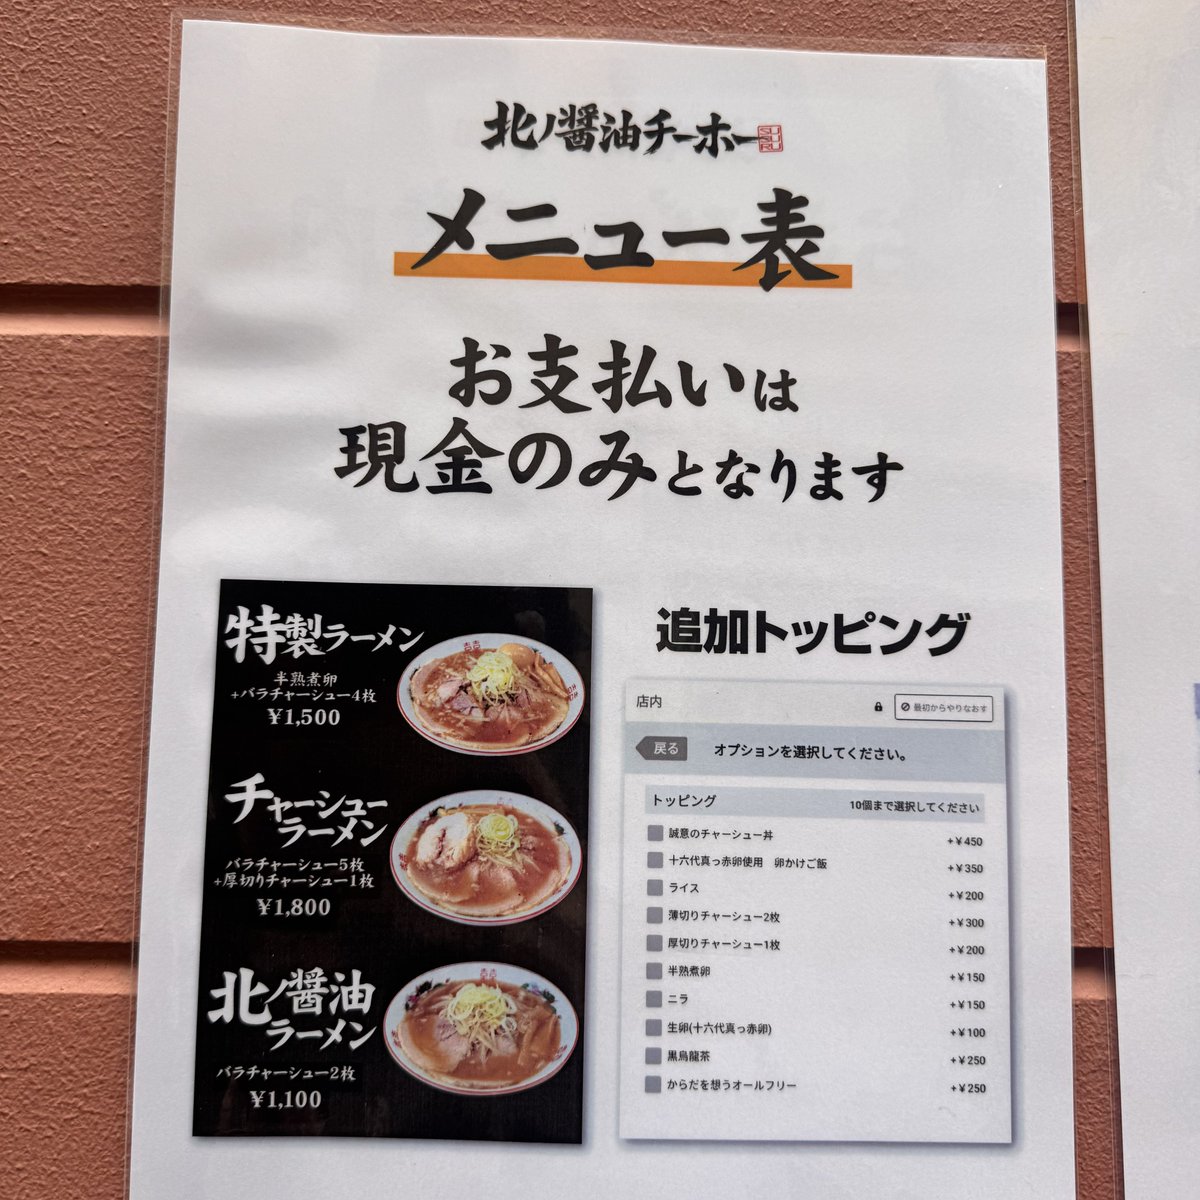 北ノ醤油チーホー
SU
SU
RU
メニュー表
お支払いは
現金のみとなります
特製ラーメン
半熟煮卵
+バラチャーシュー4枚
¥1,500
チャーシュー
ラーメン
バラチャーシュー5枚
+厚切りチャーシュー1枚
¥1,800
北ノ醤油
ラーメン
バラチャーシュー2枚
¥1,100
追加トッピング
店内
最初からやりなおす
戻る
オプションを選択してください。
トッピング 10個まで選択してください
誠意のチャーシュー丼 +¥450
十六代真っ赤卵使用 卵かけご飯 +¥350
ライス +¥200
薄切りチャーシュー2枚 +¥300
厚切りチャーシュー1枚 +¥200
半熟煮卵 +¥150
ニラ +¥150
生卵(十六代真っ赤卵) +¥100
黒烏龍茶 +¥250
からだを想うオールフリー +¥250